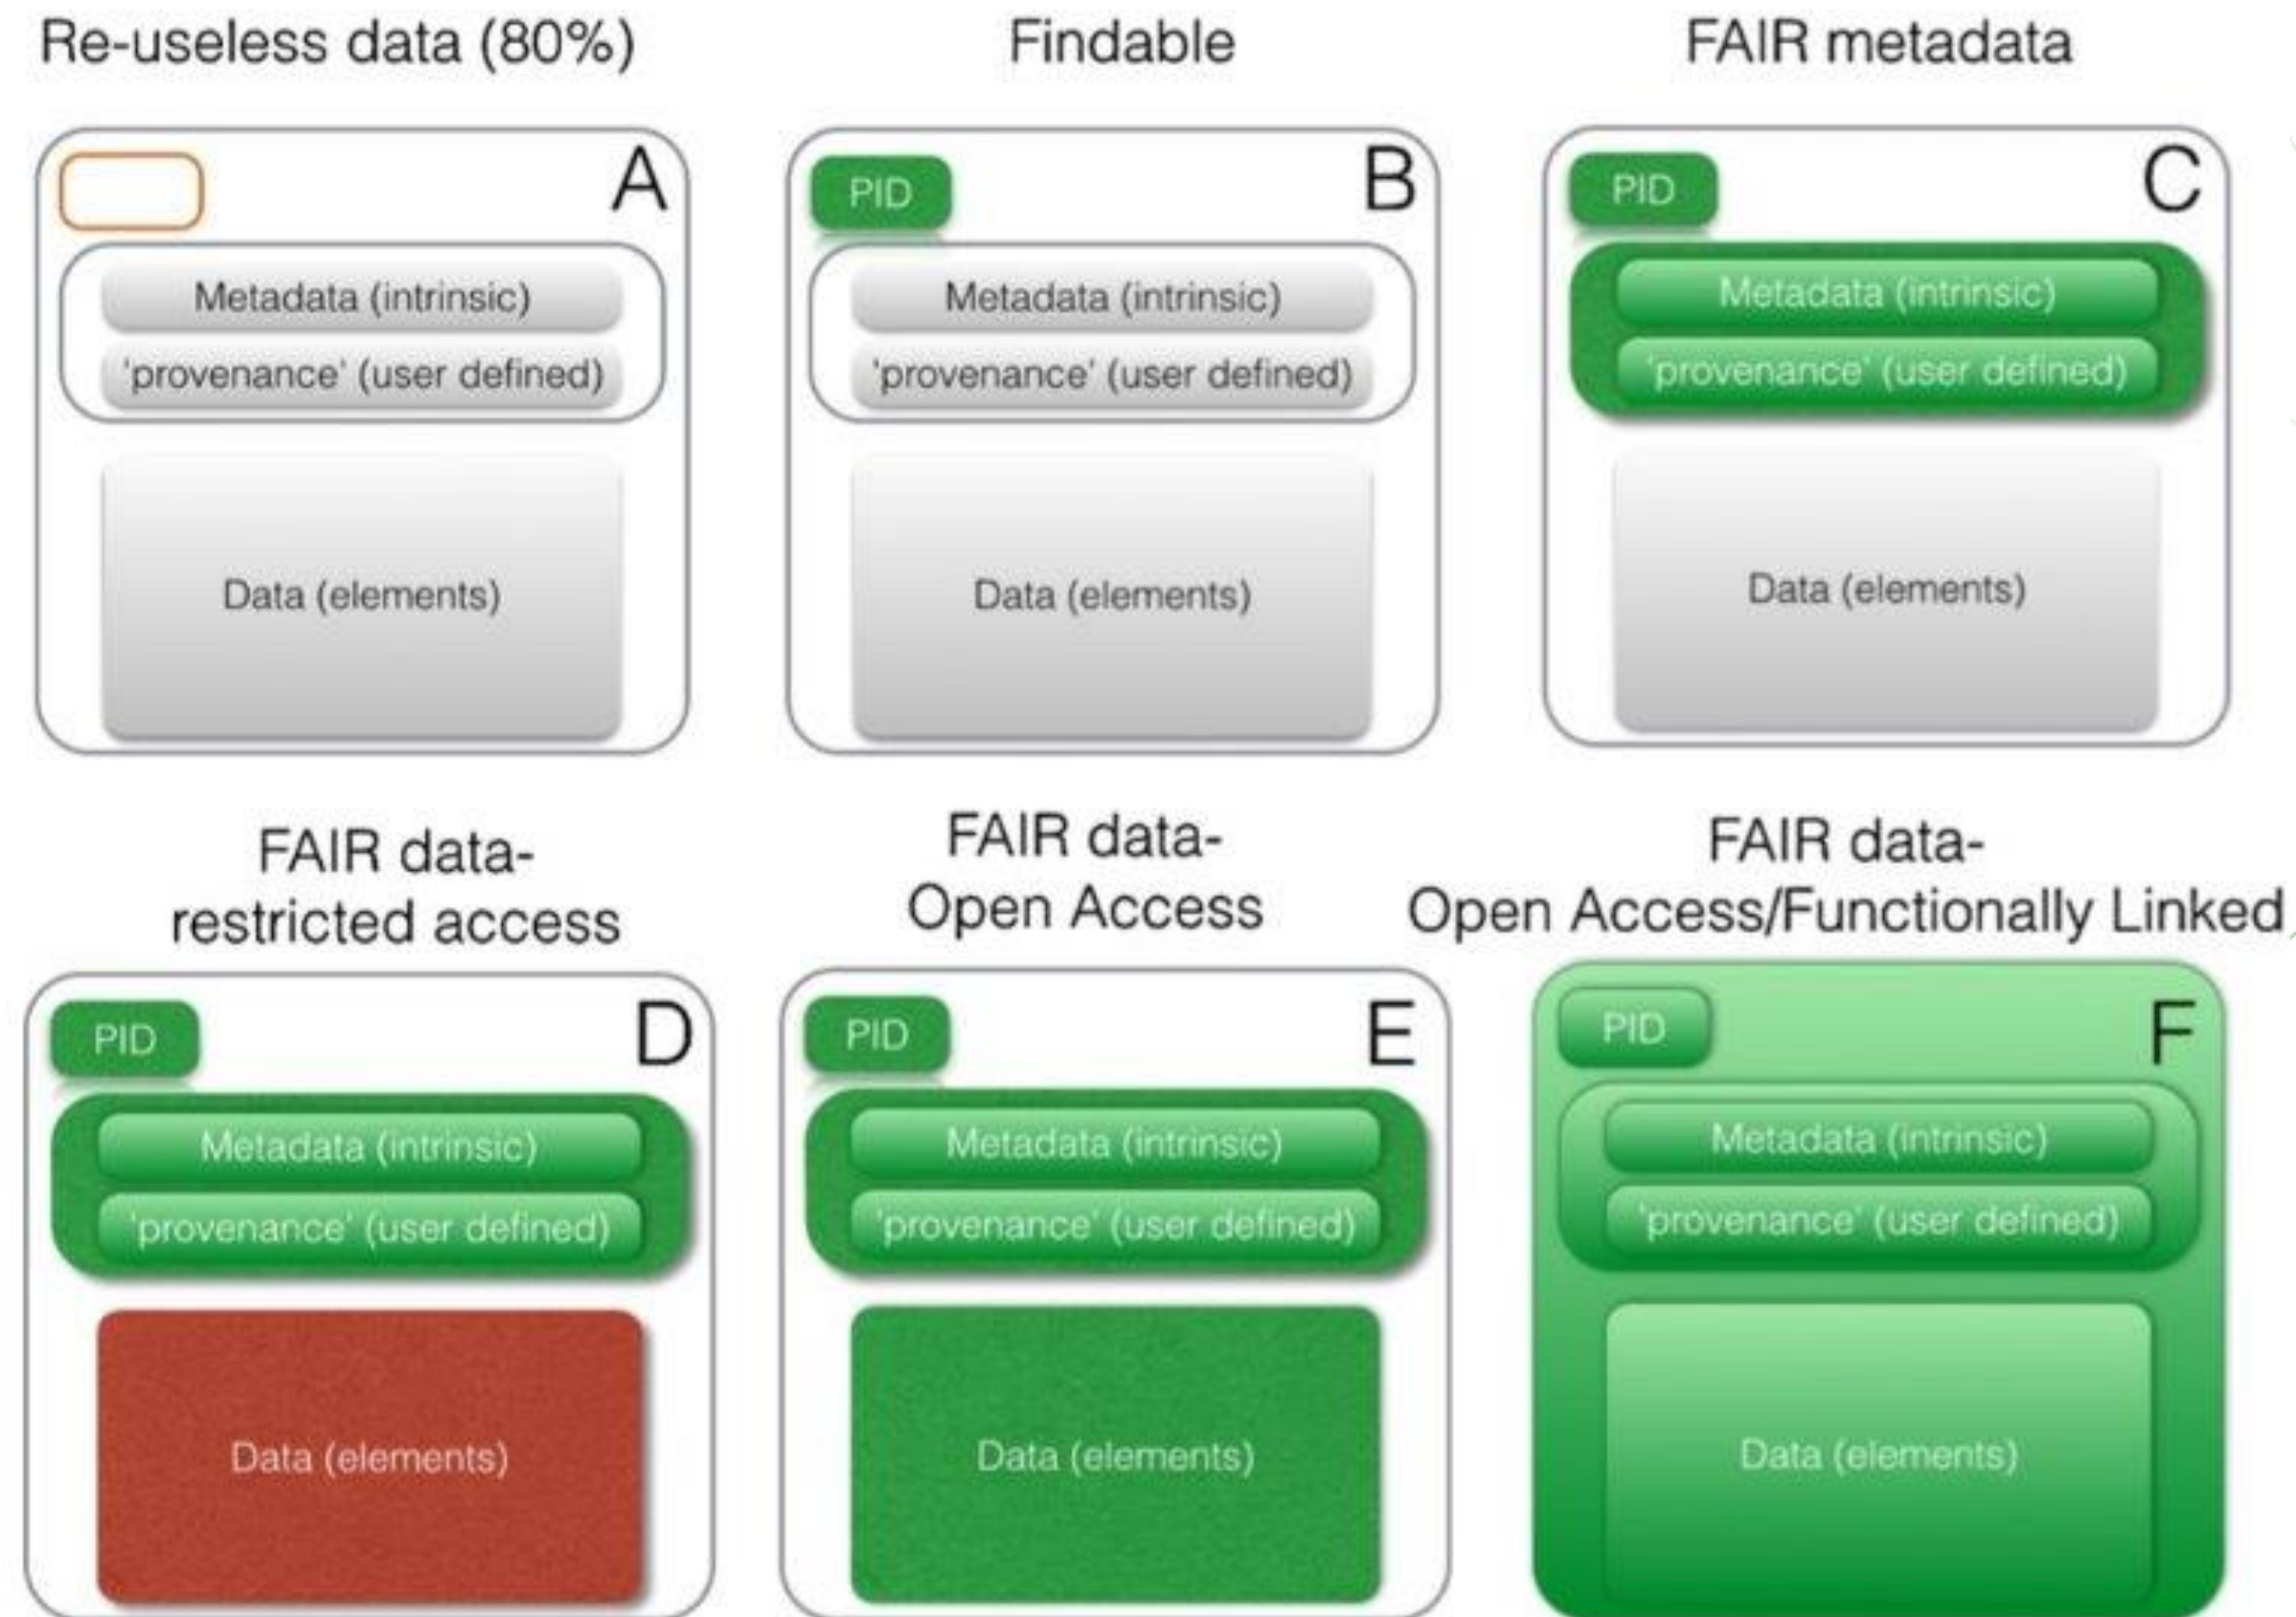 Re-useless data (80%)
Findable
FAIR metadata
A
Metadata (intrinsic)
'provenance' (user defined)
Data (elements)
PID
B
Metadata (intrinsic)
'provenance' (user defined)
Data (elements)
PID
C
Metadata (intrinsic)
'provenance' (user defined)
Data (elements)
FAIR data-
restricted access
FAIR data-
Open Access
FAIR data-
Open Access/Functionally Linked
PID
D
Metadata (intrinsic)
'provenance' (user defined)
Data (elements)
PID
E
Metadata (intrinsic)
'provenance' (user defined)
Data (elements)
PID
F
Metadata (intrinsic)
'provenance' (user defined)
Data (elements)